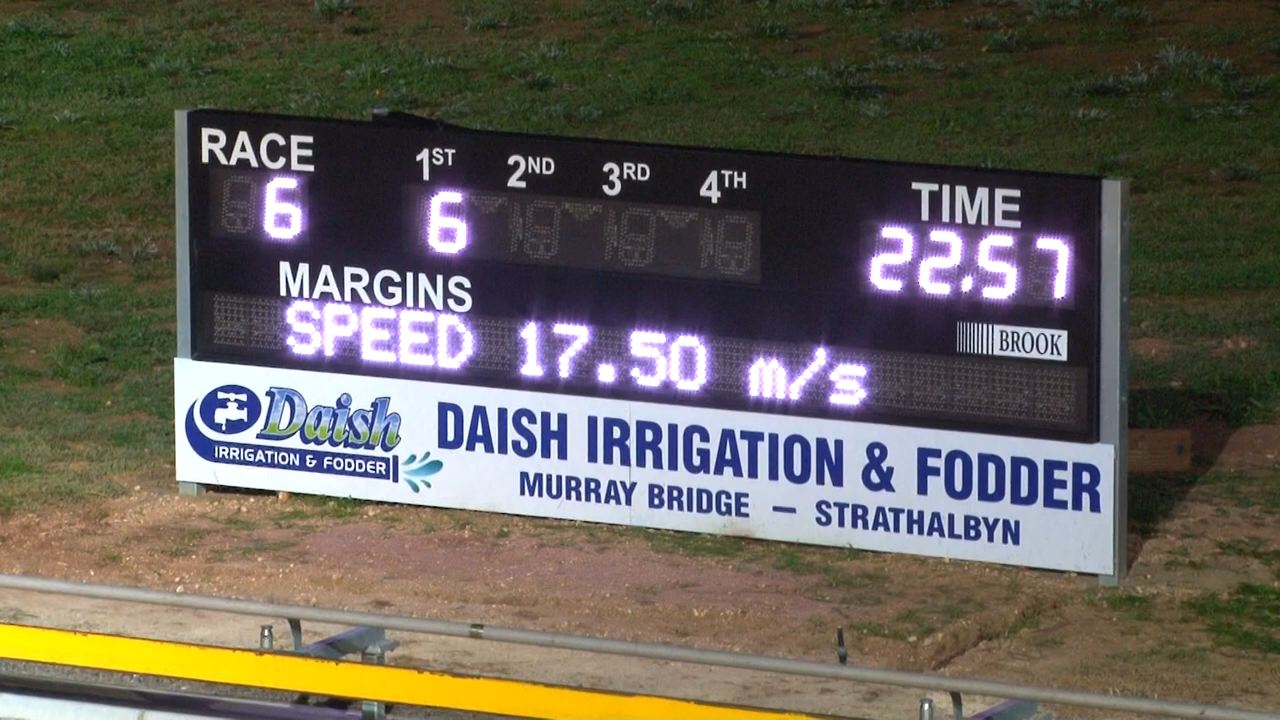 RACE 1ST 2ND 3RD 4TH TIME
6 6 22.57
MARGINS
SPEED 17.50 m/s
BROOK
Daish
IRRIGATION & FODDER
DAISH IRRIGATION & FODDER
MURRAY BRIDGE – STRATHALBYN